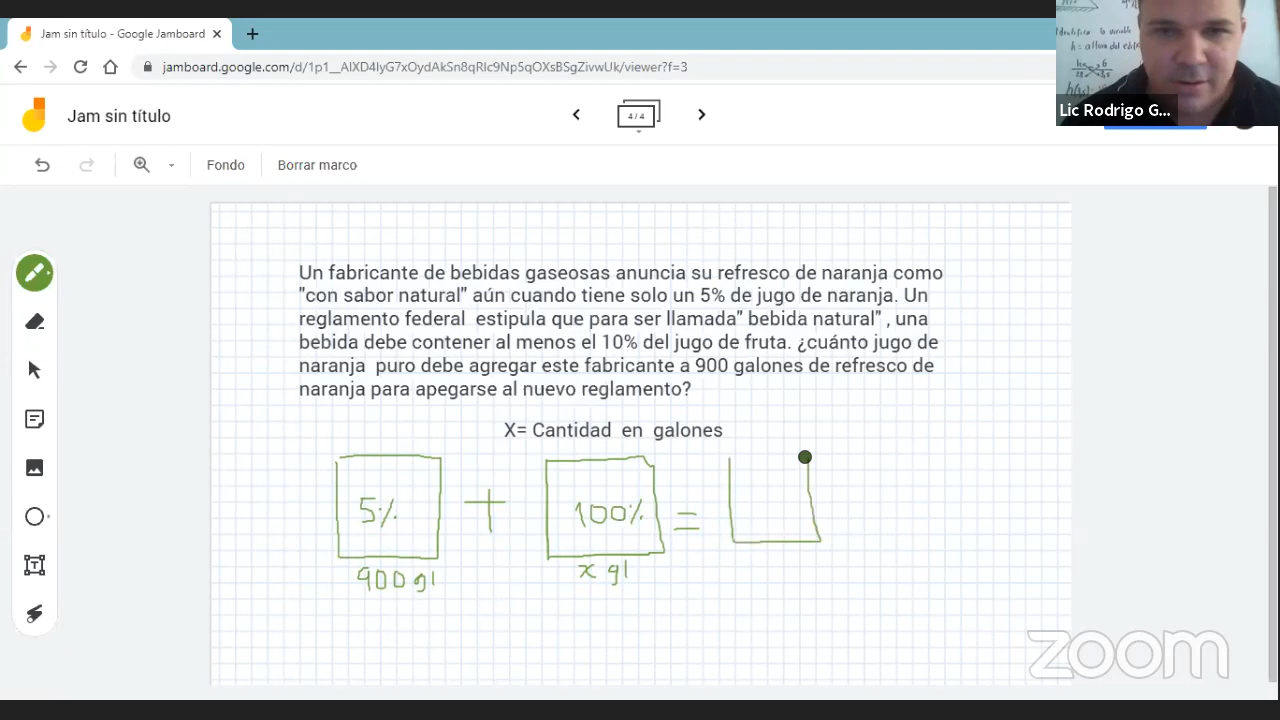 Jam sin título - Google Jamboard
jamboard.google.com/d/1p1__AlXD4lyG7xOydAkSn8qRlc9Np5qOXsBSgZivwUk/viewer?f=3
Jam sin título
4 / 4
Lic Rodrigo G...
Fondo
Borrar marco
Un fabricante de bebidas gaseosas anuncia su refresco de naranja como
"con sabor natural" aún cuando tiene solo un 5% de jugo de naranja. Un
reglamento federal estipula que para ser llamada" bebida natural" , una
bebida debe contener al menos el 10% del jugo de fruta. ¿cuánto jugo de
naranja puro debe agregar este fabricante a 900 galones de refresco de
naranja para apegarse al nuevo reglamento?
X= Cantidad en galones
5% + 100% =
900 gl
x gl
zoom